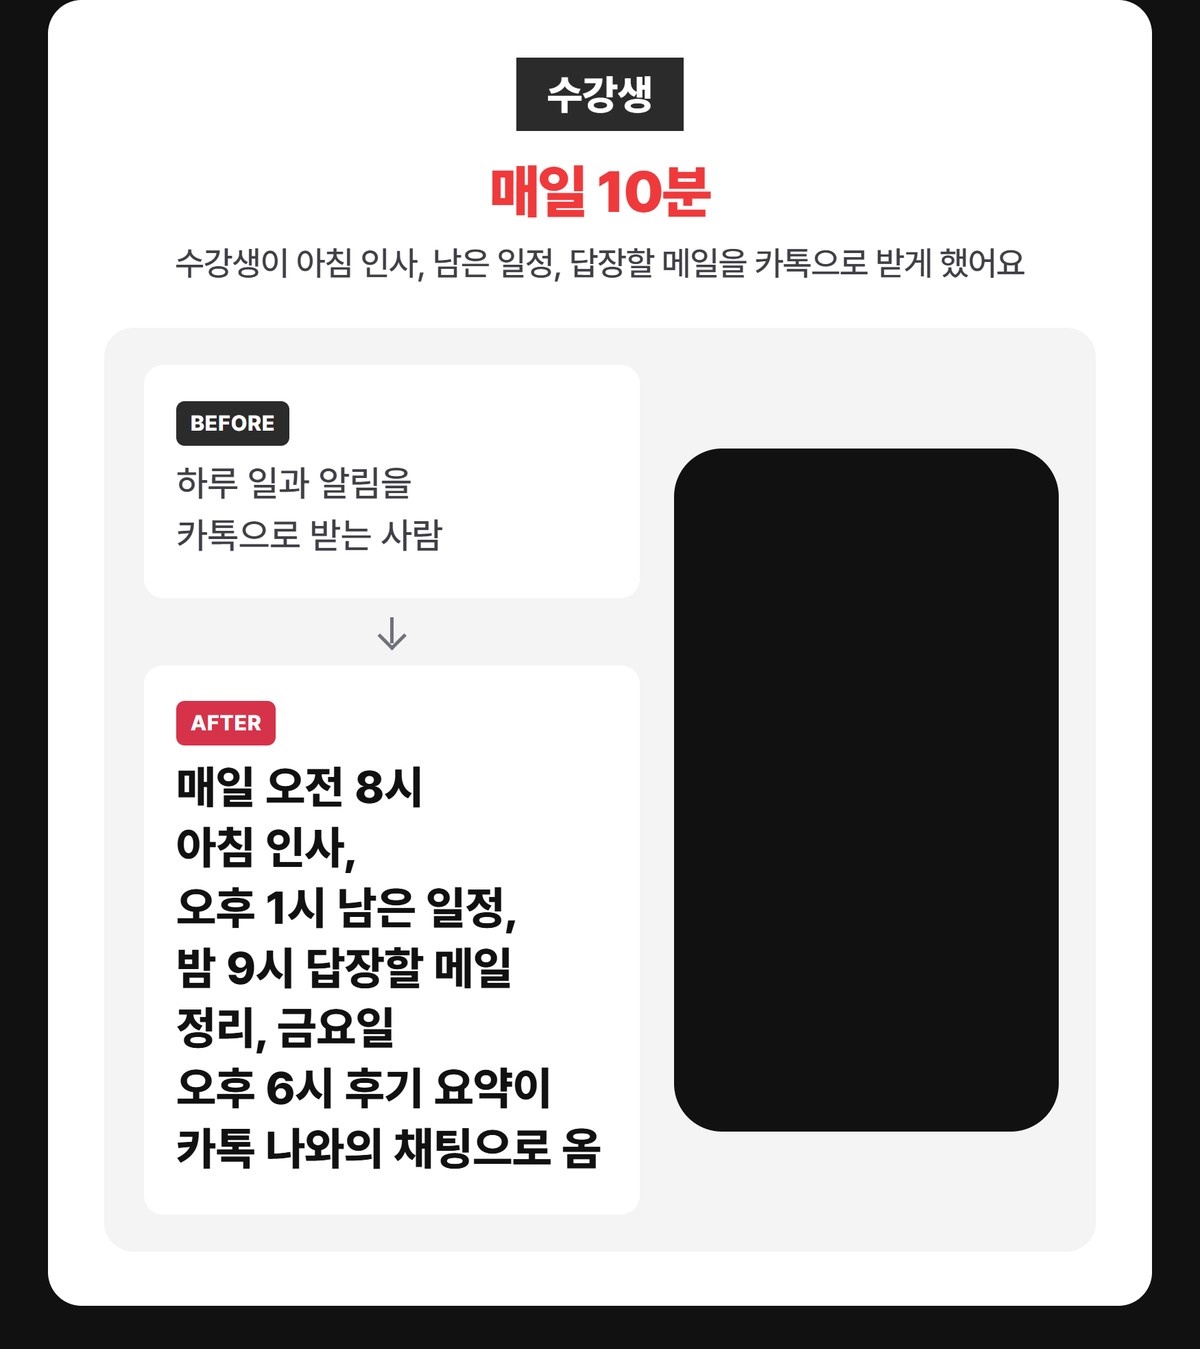 수강생
매일 10분
수강생이 아침 인사, 남은 일정, 답장할 메일을 카톡으로 받게 했어요
BEFORE
하루 일과 알림을
카톡으로 받는 사람
AFTER
매일 오전 8시
아침 인사,
오후 1시 남은 일정,
밤 9시 답장할 메일
정리, 금요일
오후 6시 후기 요약이
카톡 나와의 채팅으로 옴